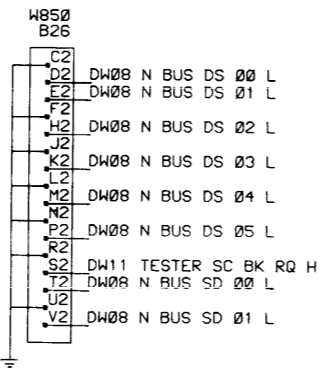 W850
B26
C2
D2 DW08 N BUS DS 00 L
E2 DW08 N BUS DS 01 L
F2
H2 DW08 N BUS DS 02 L
J2
K2 DW08 N BUS DS 03 L
L2
M2 DW08 N BUS DS 04 L
N2
P2 DW08 N BUS DS 05 L
R2
S2 DW11 TESTER SC BK RQ H
T2 DW08 N BUS SD 00 L
U2
V2 DW08 N BUS SD 01 L